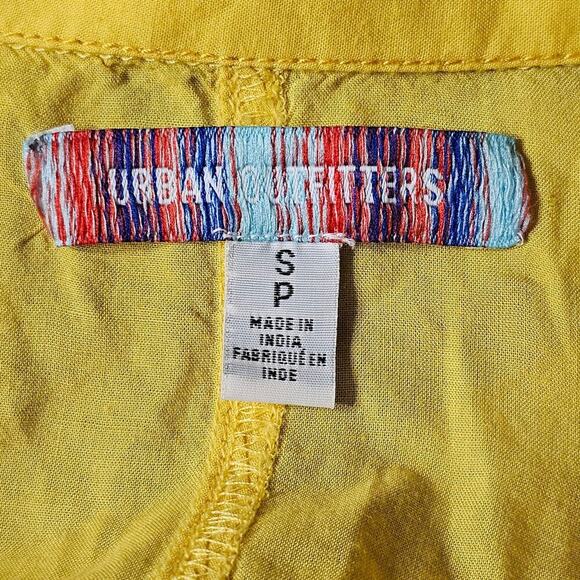 URBAN OUTFITTERS
S
P
MADE IN
INDIA
FABRIQUÉ EN
INDE